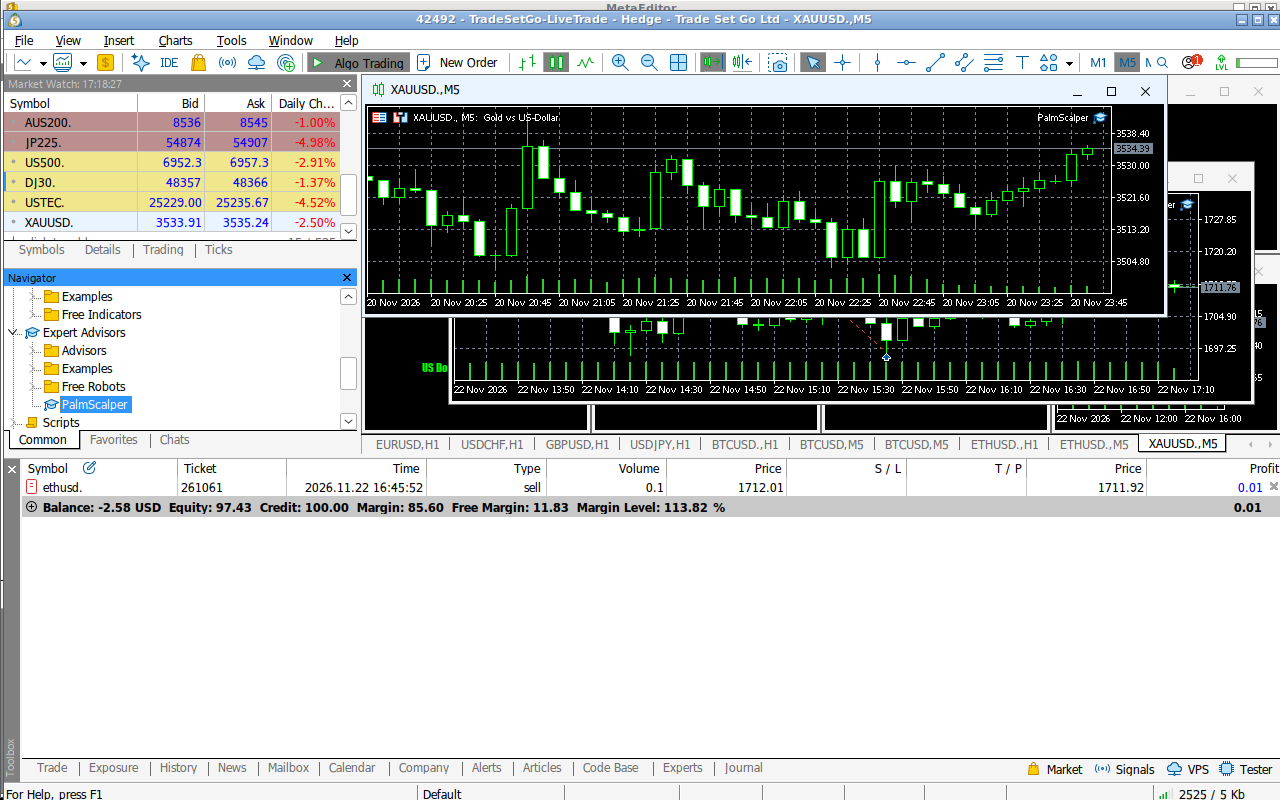 MetaEditor
42492 - TradeSetGo-LiveTrade - Hedge - Trade Set Go Ltd - XAUUSD.,M5
File View Insert Charts Tools Window Help
IDE Algo Trading New Order M1 M5 M 1 LVL
Market Watch: 17:18:27
Symbol Bid Ask Daily Ch...
AUS200. 8536 8545 -1.00%
JP225. 54874 54907 -4.98%
US500. 6952.3 6957.3 -2.91%
DJ30. 48357 48366 -1.37%
USTEC. 25229.00 25235.67 -4.52%
XAUUSD. 3533.91 3535.24 -2.50%
Symbols Details Trading Ticks
Navigator
Examples
Free Indicators
Expert Advisors
Advisors
Examples
Free Robots
PalmScalper
Scripts
Common Favorites Chats
XAUUSD.,M5
XAUUSD., M5: Gold vs US-Dollar PalmScalper
3538.40
3534.39
3530.00
3521.60
3513.20
3504.80
20 Nov 2026 20 Nov 20:25 20 Nov 20:45 20 Nov 21:05 20 Nov 21:25 20 Nov 21:45 20 Nov 22:05 20 Nov 22:25 20 Nov 22:45 20 Nov 23:05 20 Nov 23:25 20 Nov 23:45
er
1727.85
1720.20
1711.76
1704.90
1697.25
US Do
22 Nov 2026 22 Nov 13:50 22 Nov 14:10 22 Nov 14:30 22 Nov 14:50 22 Nov 15:10 22 Nov 15:30 22 Nov 15:50 22 Nov 16:10 22 Nov 16:30 22 Nov 16:50 22 Nov 17:10
22 Nov 2026 22 Nov 12:00 22 Nov 16:00
EURUSD,H1 USDCHF,H1 GBPUSD,H1 USDJPY,H1 BTCUSD.,H1 BTCUSD,M5 BTCUSD.,M5 ETHUSD.,H1 ETHUSD.,M5 XAUUSD.,M5
Symbol Ticket Time Type Volume Price S / L T / P Price Profit
ethusd. 261061 2026.11.22 16:45:52 sell 0.1 1712.01 1711.92 0.01
Balance: -2.58 USD Equity: 97.43 Credit: 100.00 Margin: 85.60 Free Margin: 11.83 Margin Level: 113.82 % 0.01
Toolbox
Trade Exposure History News Mailbox Calendar Company Alerts Articles Code Base Experts Journal Market Signals VPS Tester
For Help, press F1 Default 2525 / 5 Kb